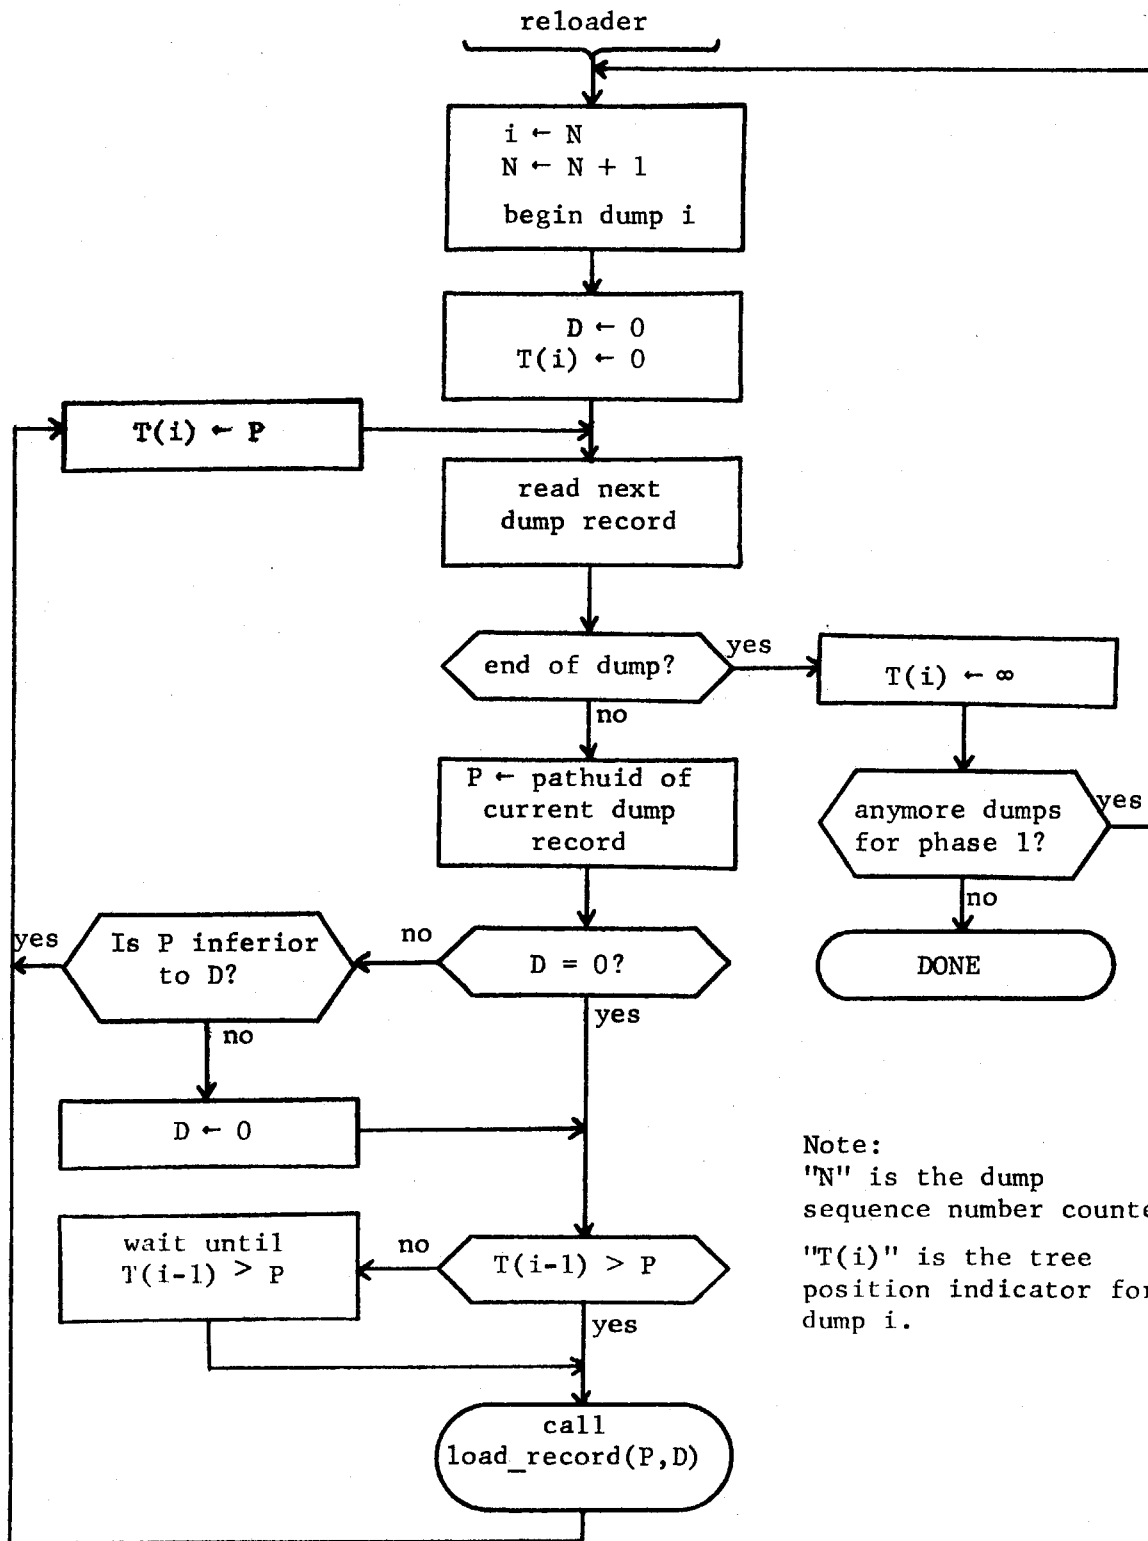 reloader
i ← N
N ← N + 1
begin dump i
D ← 0
T(i) ← 0
T(i) ← P
read next
dump record
end of dump?
yes
T(i) ← ∞
no
P ← pathuid of
current dump
record
anymore dumps
for phase 1?
yes
no
DONE
D = 0?
no
Is P inferior
to D?
yes
yes
no
D ← 0
Note:
"N" is the dump
sequence number counte
"T(i)" is the tree
position indicator for
dump i.
T(i-1) > P
no
wait until
T(i-1) > P
yes
call
load_record(P,D)